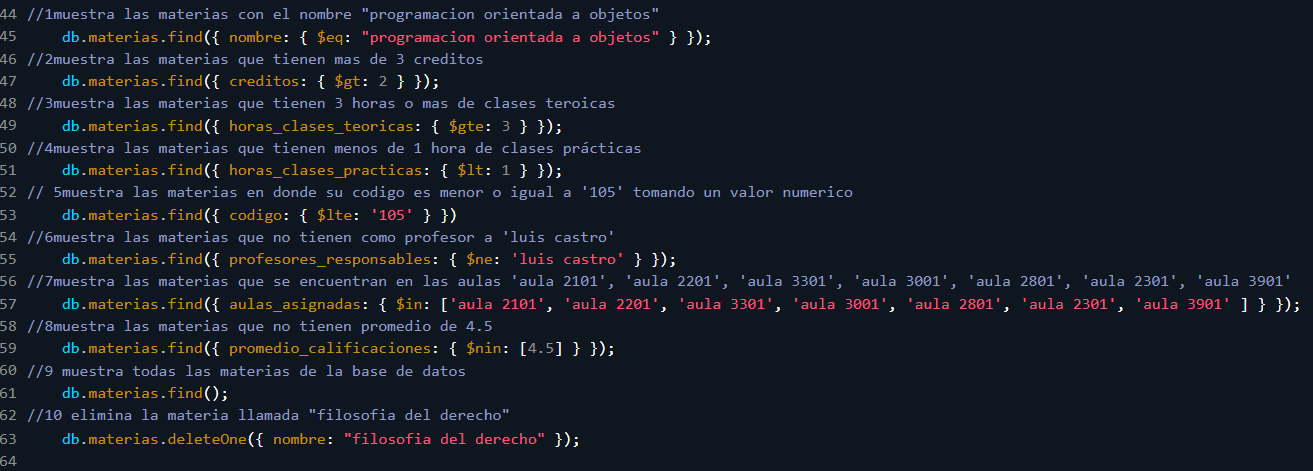 44 //1muestra las materias con el nombre "programacion orientada a objetos"
45 db.materias.find({ nombre: { $eq: "programacion orientada a objetos" } });
46 //2muestra las materias que tienen mas de 3 creditos
47 db.materias.find({ creditos: { $gt: 2 } });
48 //3muestra las materias que tienen 3 horas o mas de clases teroicas
49 db.materias.find({ horas_clases_teoricas: { $gte: 3 } });
50 //4muestra las materias que tienen menos de 1 hora de clases prácticas
51 db.materias.find({ horas_clases_practicas: { $lt: 1 } });
52 // 5muestra las materias en donde su codigo es menor o igual a '105' tomando un valor numerico
53 db.materias.find({ codigo: { $lte: '105' } })
54 //6muestra las materias que no tienen como profesor a 'luis castro'
55 db.materias.find({ profesores_responsables: { $ne: 'luis castro' } });
56 //7muestra las materias que se encuentran en las aulas 'aula 2101', 'aula 2201', 'aula 3301', 'aula 3001', 'aula 2801', 'aula 2301', 'aula 3901'
57 db.materias.find({ aulas_asignadas: { $in: ['aula 2101', 'aula 2201', 'aula 3301', 'aula 3001', 'aula 2801', 'aula 2301', 'aula 3901' ] } });
58 //8muestra las materias que no tienen promedio de 4.5
59 db.materias.find({ promedio_calificaciones: { $nin: [4.5] } });
60 //9 muestra todas las materias de la base de datos
61 db.materias.find();
62 //10 elimina la materia llamada "filosofia del derecho"
63 db.materias.deleteOne({ nombre: "filosofia del derecho" });
64